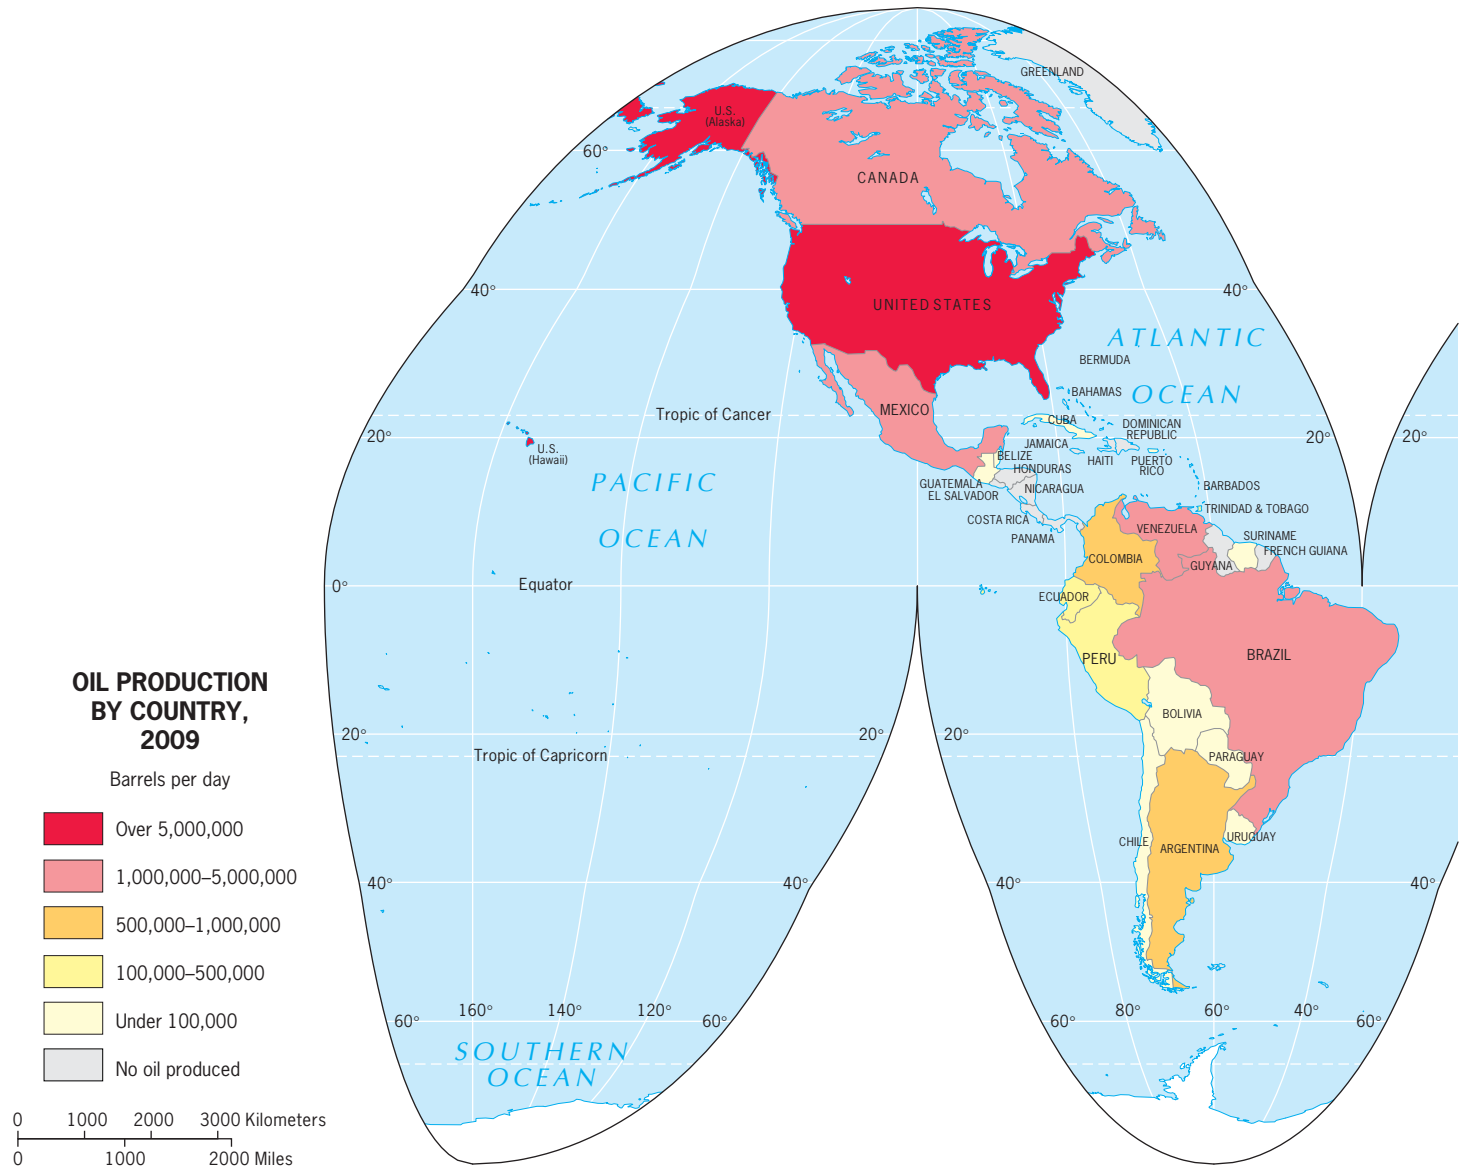 GREENLAND
U.S.
(Alaska)
60°
CANADA
40°
40°
UNITED STATES
ATLANTIC
OCEAN
BERMUDA
BAHAMAS
Tropic of Cancer
MEXICO
CUBA
DOMINICAN
REPUBLIC
20°
20°
20°
U.S.
(Hawaii)
JAMAICA
BELIZE
HAITI
PUERTO
RICO
HONDURAS
PACIFIC
OCEAN
GUATEMALA
EL SALVADOR
NICARAGUA
BARBADOS
TRINIDAD & TOBAGO
COSTA RICA
PANAMA
VENEZUELA
SURINAME
FRENCH GUIANA
COLOMBIA
GUYANA
0°
Equator
ECUADOR
PERU
BRAZIL
BOLIVIA
20°
20°
20°
Tropic of Capricorn
PARAGUAY
CHILE
URUGUAY
ARGENTINA
40°
40°
40°
40°
60°
160°
140°
120°
60°
60°
80°
60°
40°
60°
SOUTHERN
OCEAN
OIL PRODUCTION
BY COUNTRY,
2009
Barrels per day
Over 5,000,000
1,000,000–5,000,000
500,000–1,000,000
100,000–500,000
Under 100,000
No oil produced
0 1000 2000 3000 Kilometers
0 1000 2000 Miles